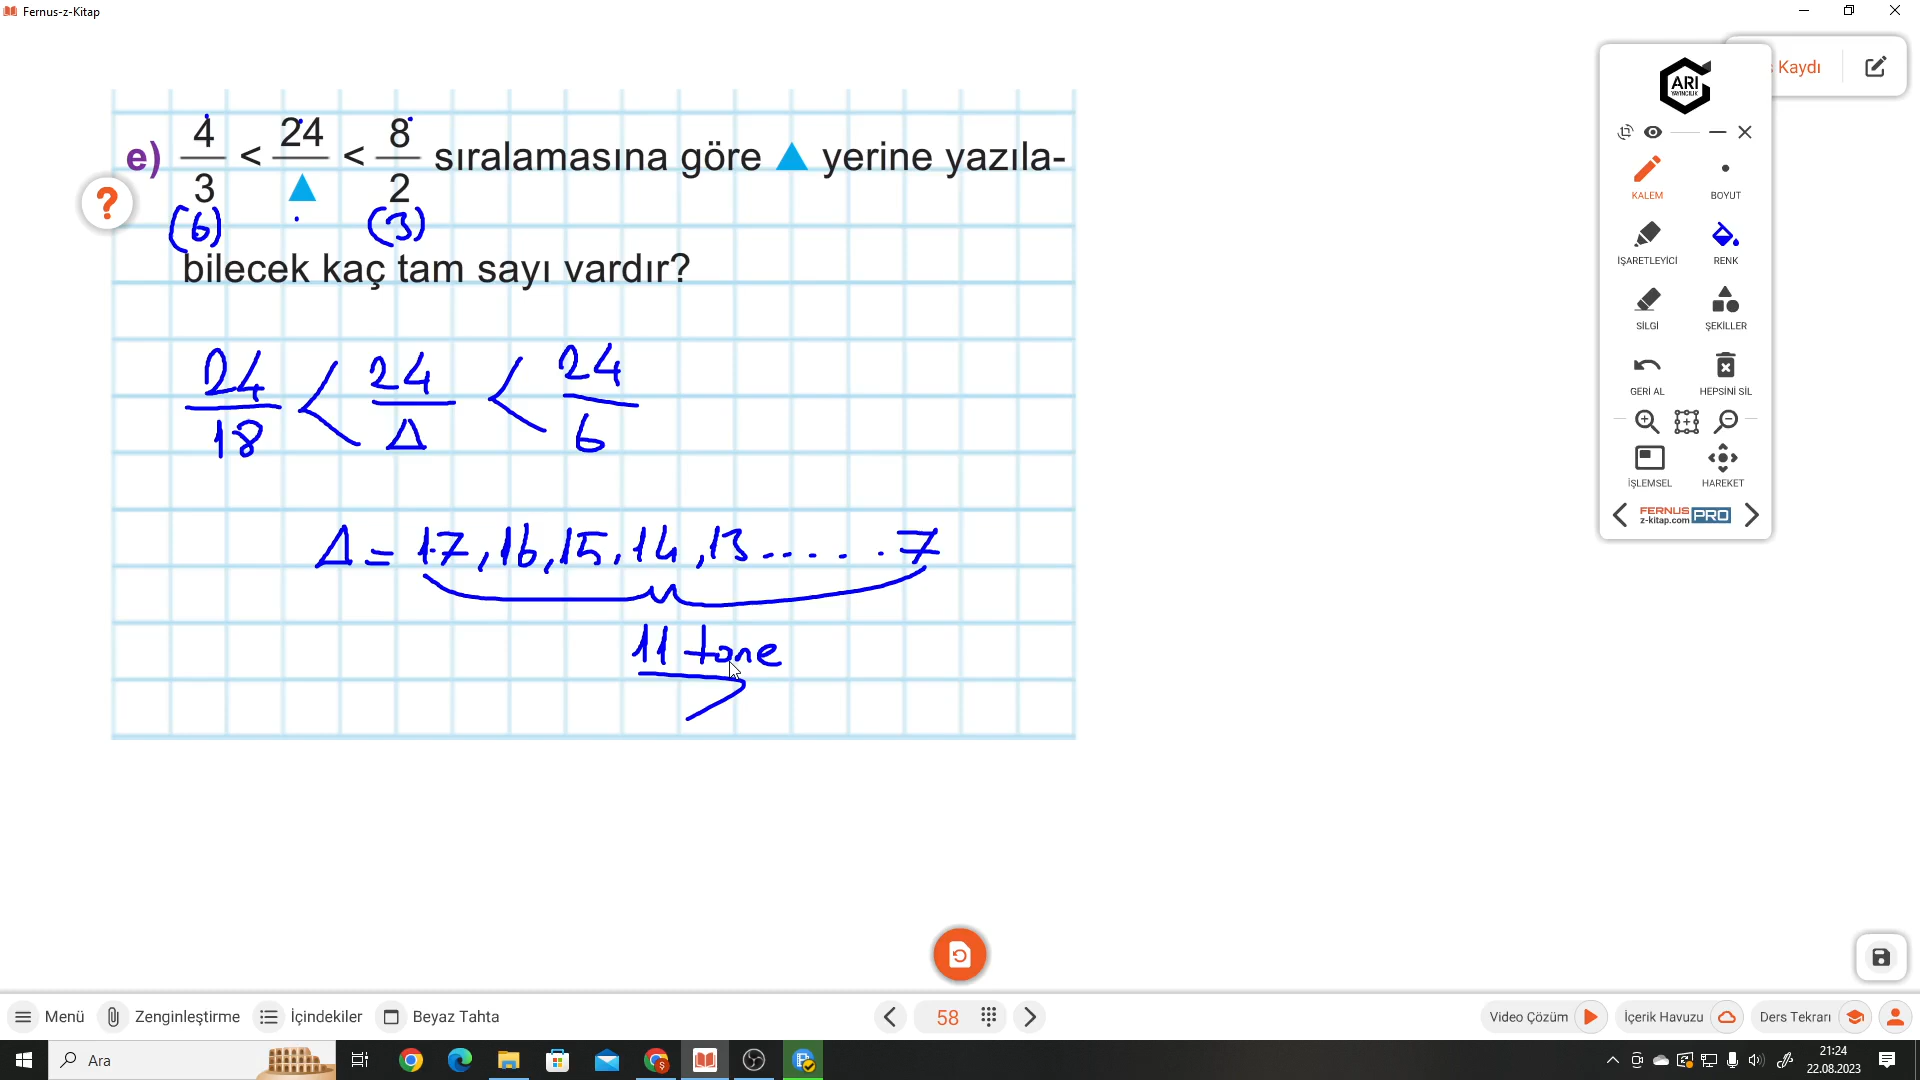 Fernus-z-Kitap
Kaydı
ARI
YAYINCILIK
e) 4/3 < 24/▲ < 8/2 sıralamasına göre ▲ yerine yazıla-
(6) (3)
bilecek kaç tam sayı vardır?
24/18 < 24/Δ < 24/6
Δ = 17, 16, 15, 14, 13 ....... 7
11 tane
KALEM BOYUT
İŞARETLEYİCİ RENK
SİLGİ ŞEKİLLER
GERİ AL HEPSİNİ SİL
İŞLEMSEL HAREKET
FERNUS PRO
z-kitap.com
Menü Zenginleştirme İçindekiler Beyaz Tahta 58 Video Çözüm İçerik Havuzu Ders Tekrarı
Ara 21:24
22.08.2023